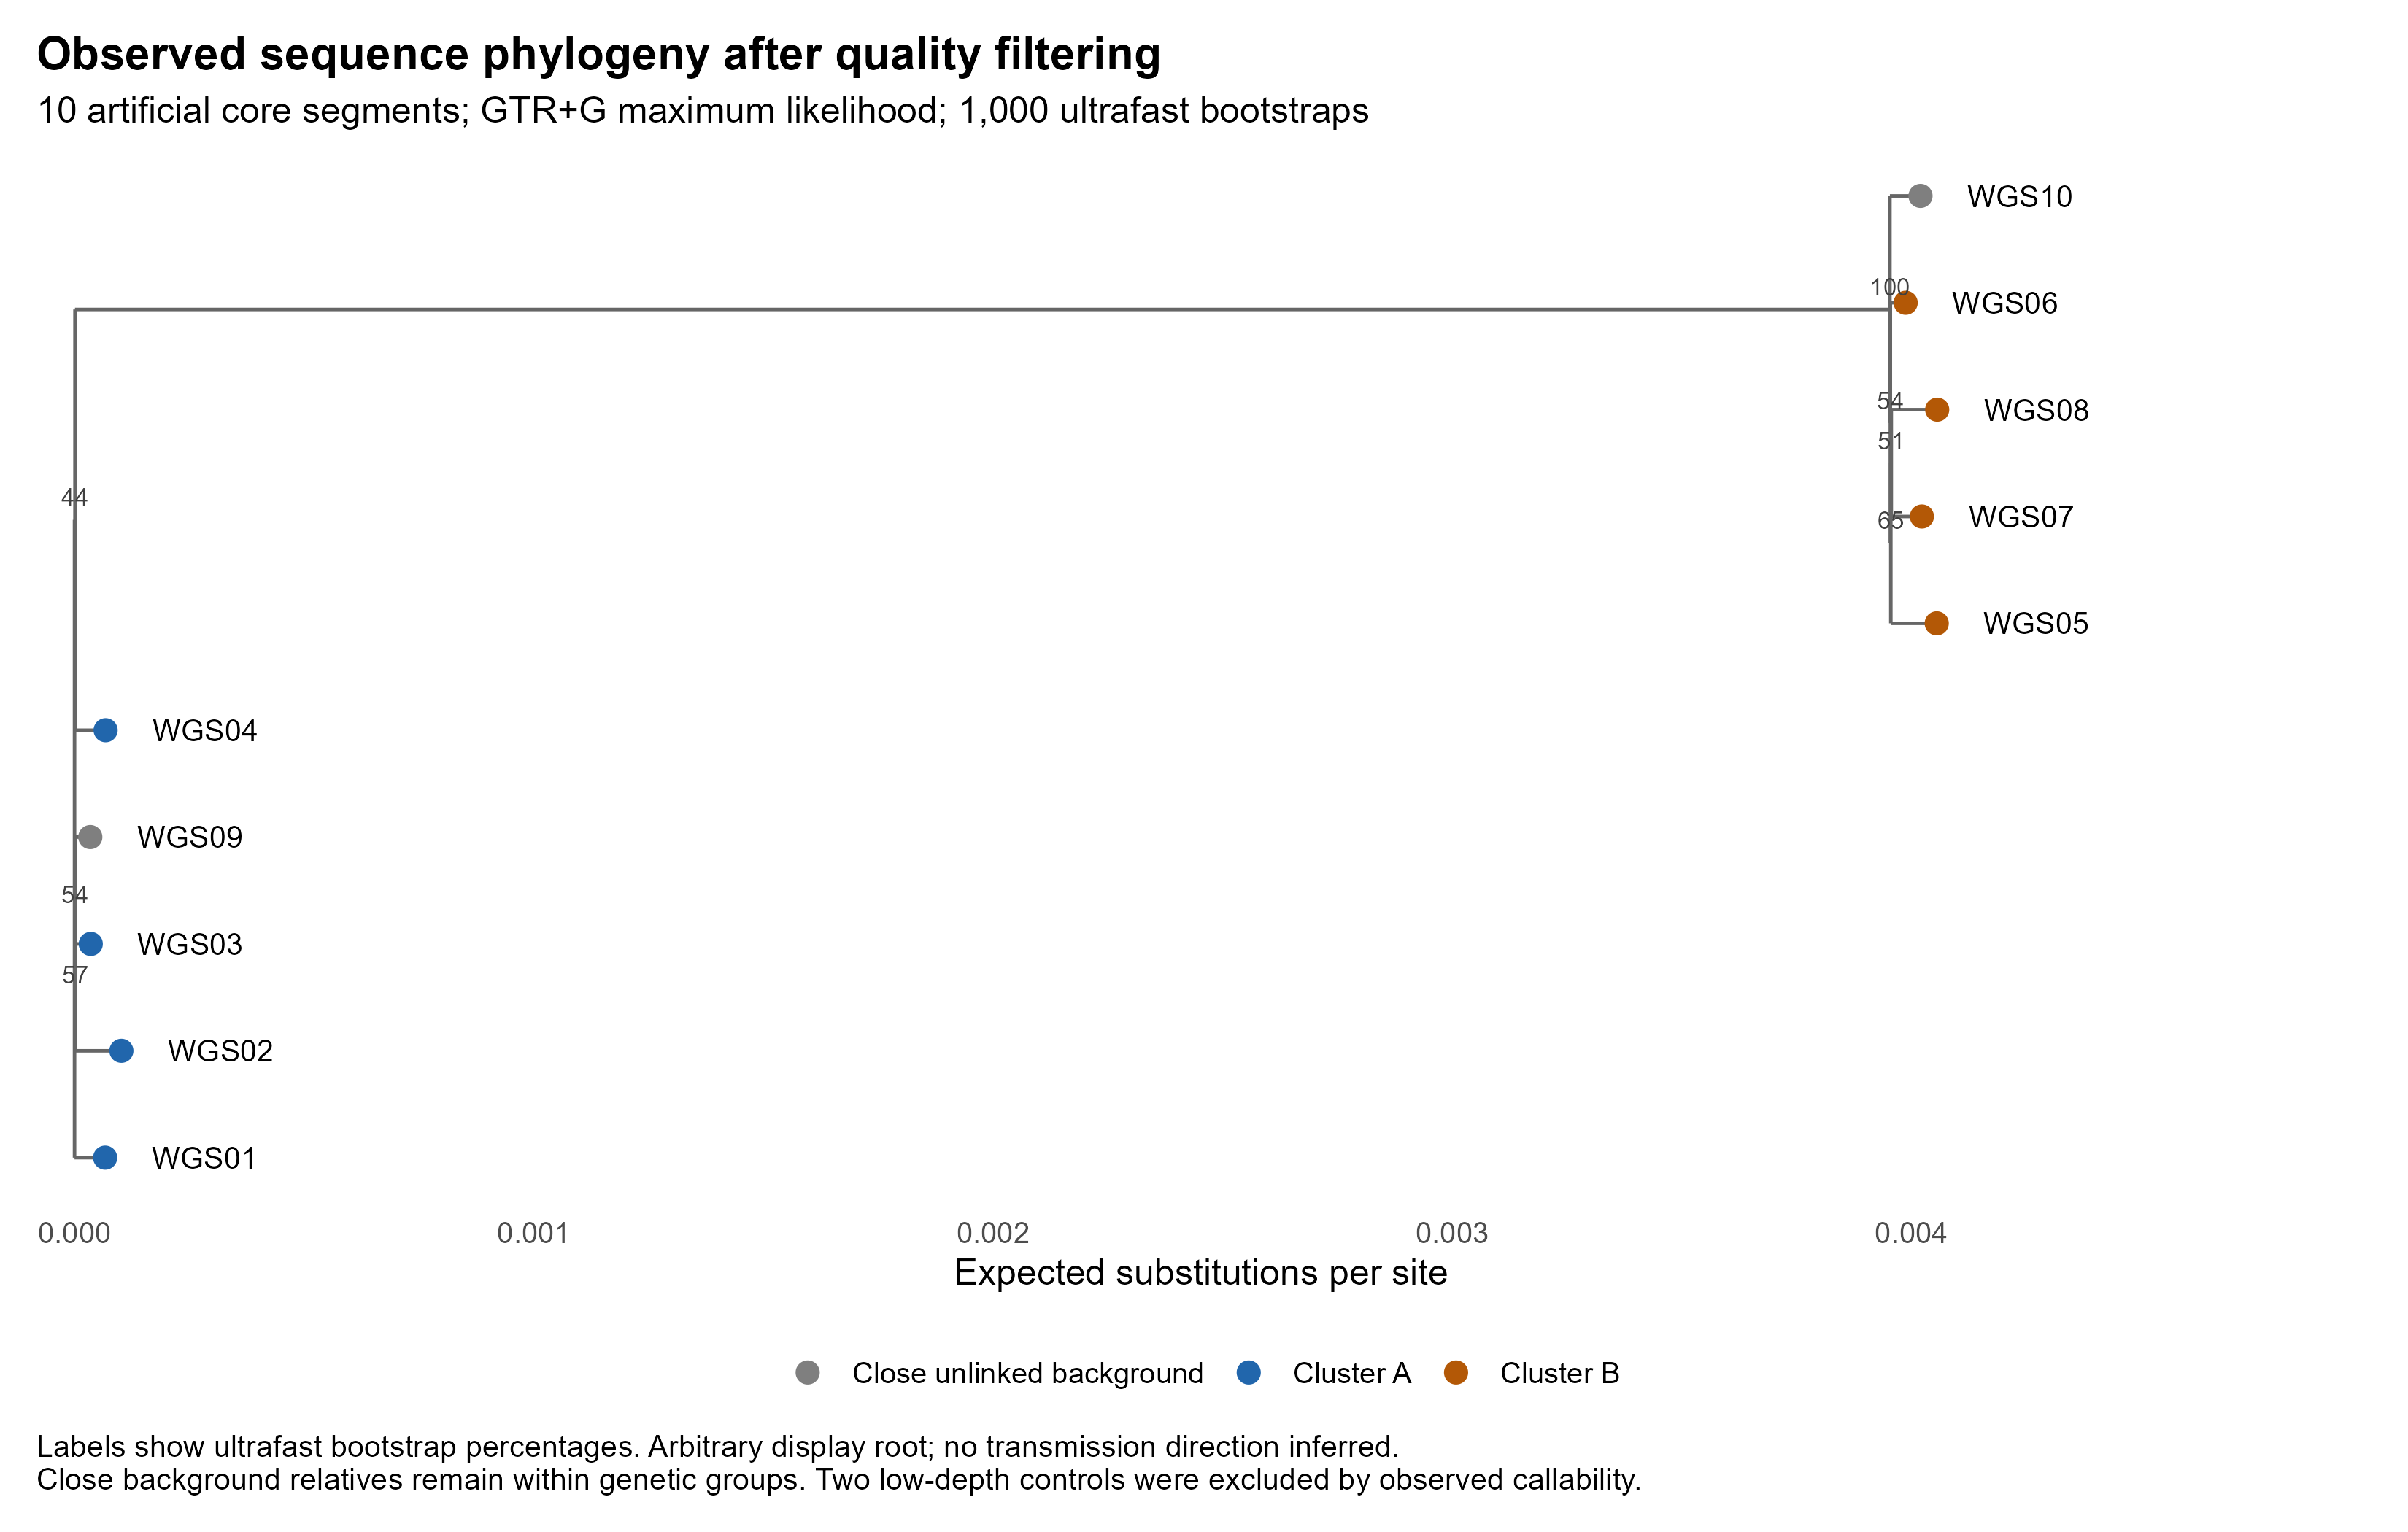 Observed sequence phylogeny after quality filtering
10 artificial core segments; GTR+G maximum likelihood; 1,000 ultrafast bootstraps
WGS10
100
WGS06
54
WGS08
51
44
65
WGS07
WGS05
WGS04
WGS09
54
WGS03
57
WGS02
WGS01
0.000 0.001 0.002 0.003 0.004
Expected substitutions per site
Close unlinked background Cluster A Cluster B
Labels show ultrafast bootstrap percentages. Arbitrary display root; no transmission direction inferred.
Close background relatives remain within genetic groups. Two low-depth controls were excluded by observed callability.